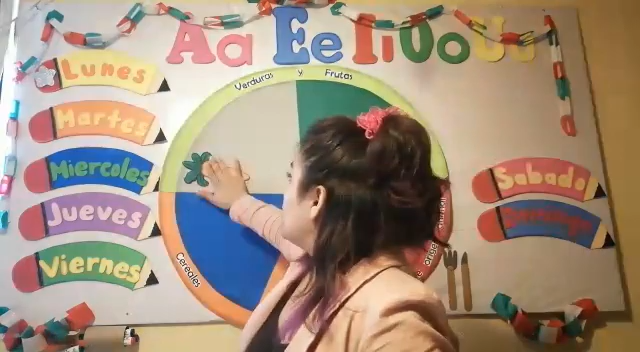 Aa Ee Ii Oo Uu
Lunes
Martes
Miercoles
Jueves
Viernes
Verduras y Frutas
Cereales
Sabado
Domingo